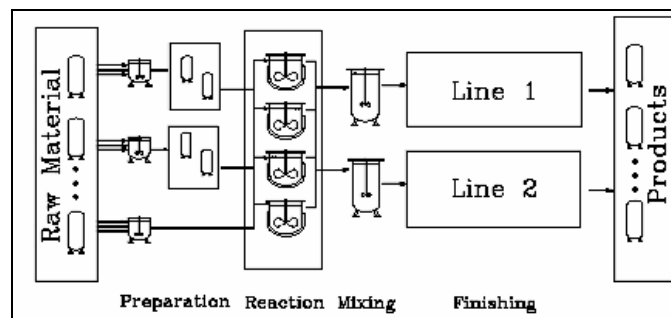 Raw Material
Line 1
Line 2
Products
Preparation Reaction Mixing Finishing